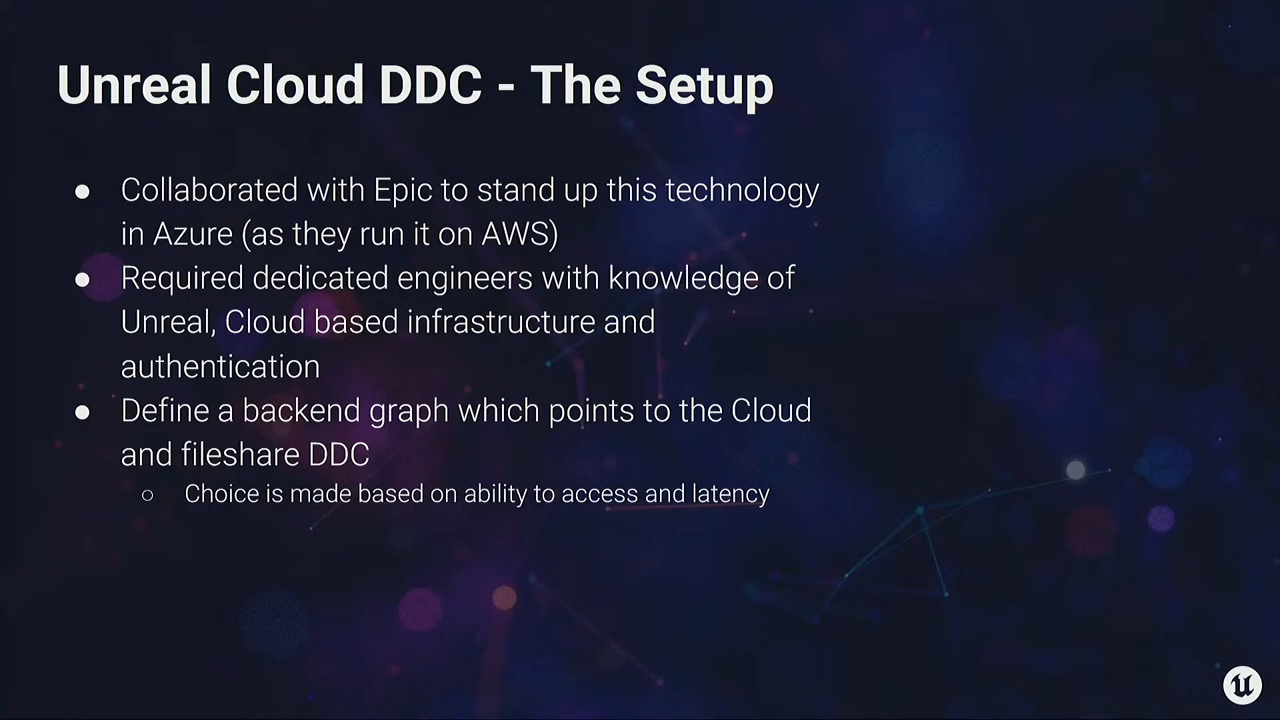 Unreal Cloud DDC - The Setup
● Collaborated with Epic to stand up this technology
in Azure (as they run it on AWS)
● Required dedicated engineers with knowledge of
Unreal, Cloud based infrastructure and
authentication
● Define a backend graph which points to the Cloud
and fileshare DDC
○ Choice is made based on ability to access and latency